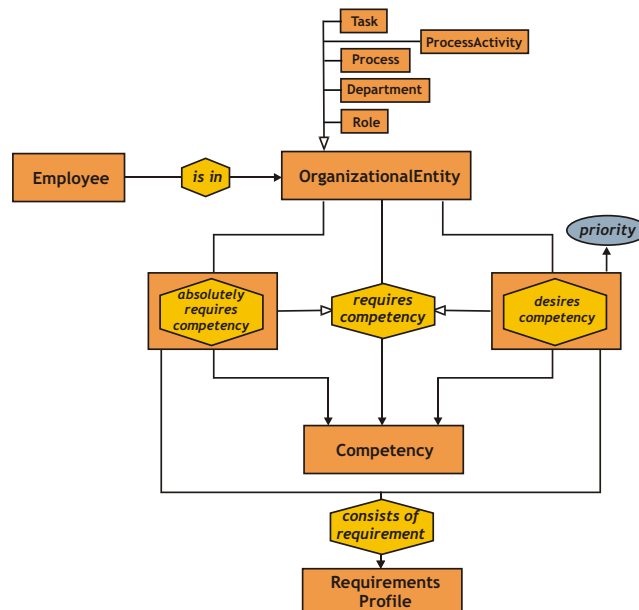 Task
ProcessActivity
Process
Department
Role
Employee
is in
OrganizationalEntity
priority
absolutely
requires
competency
requires
competency
desires
competency
Competency
consists of
requirement
Requirements
Profile